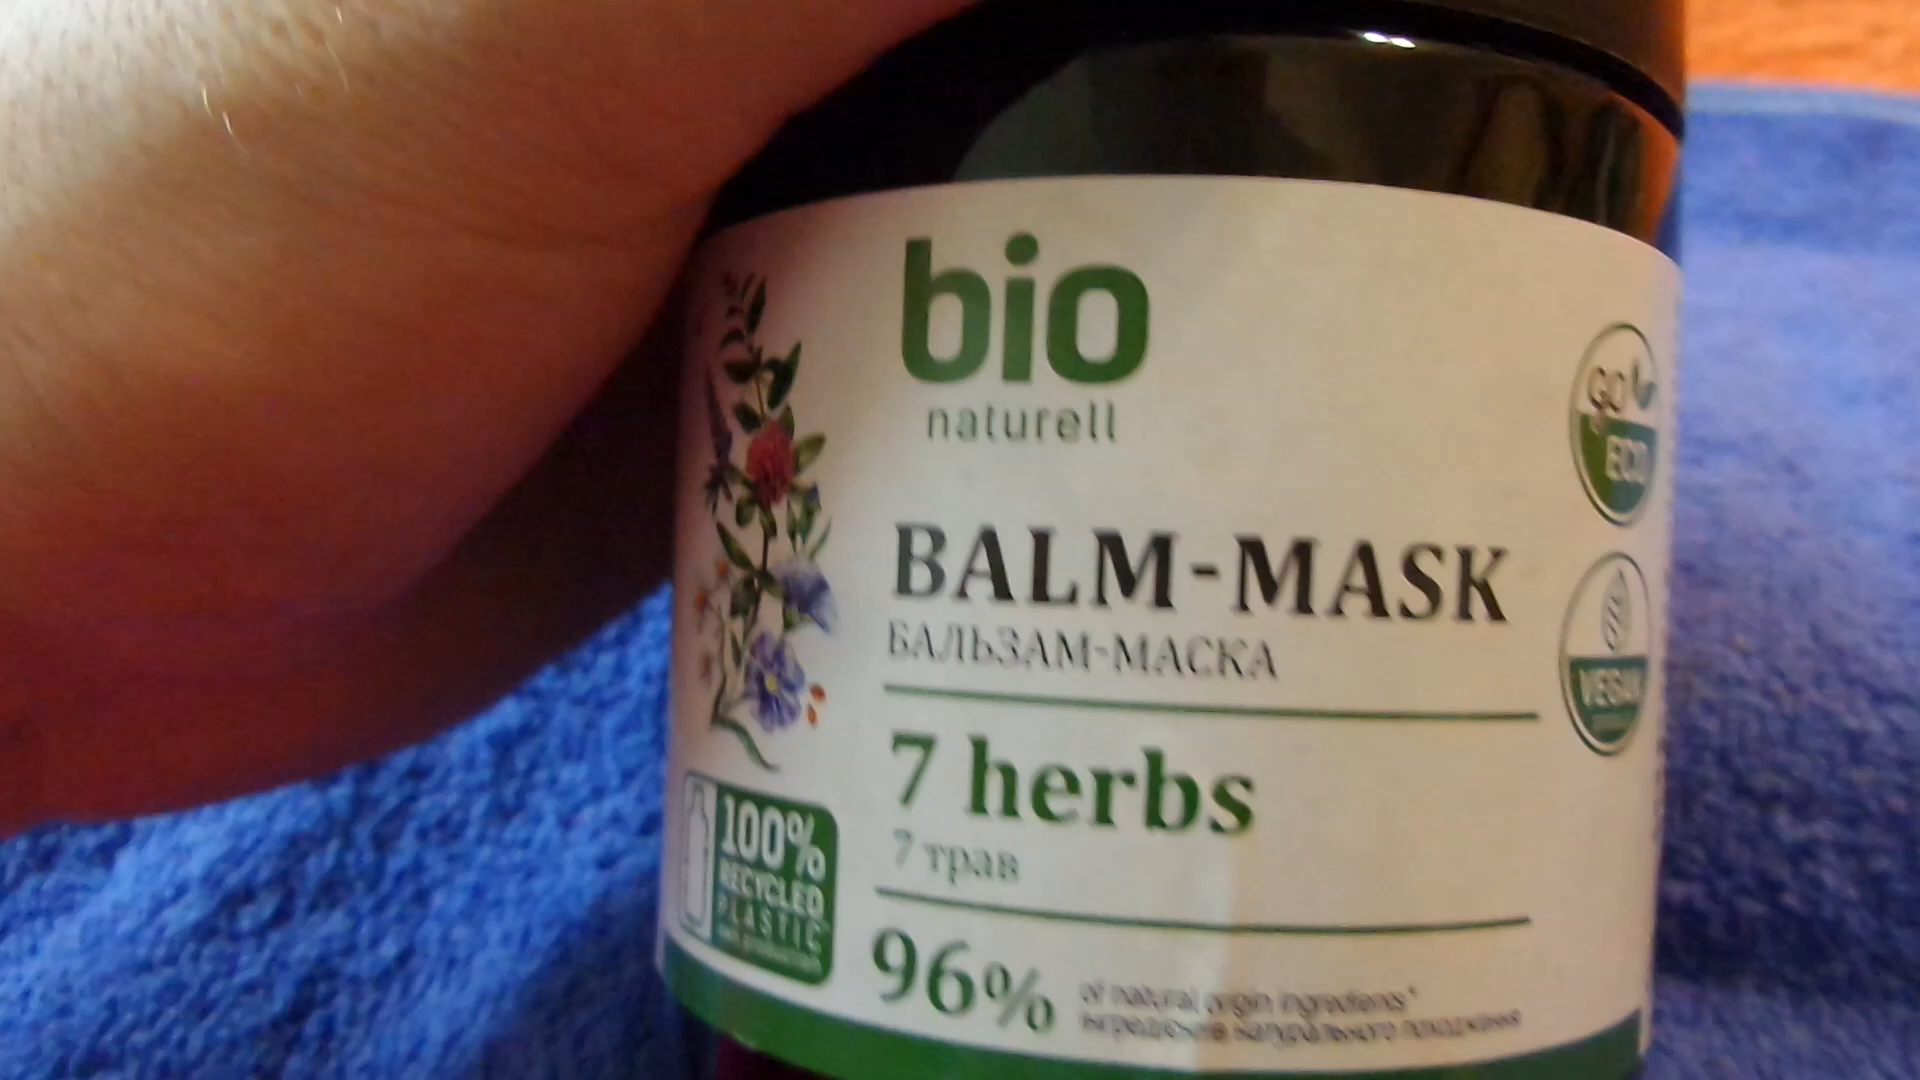 bio
naturell
GO
ECO
BALM-MASK
БАЛЬЗАМ-МАСКА
VEGAN
7 herbs
7 трав
100%
RECYCLED
PLASTIC
96%
of natural origin ingredients*
натурального